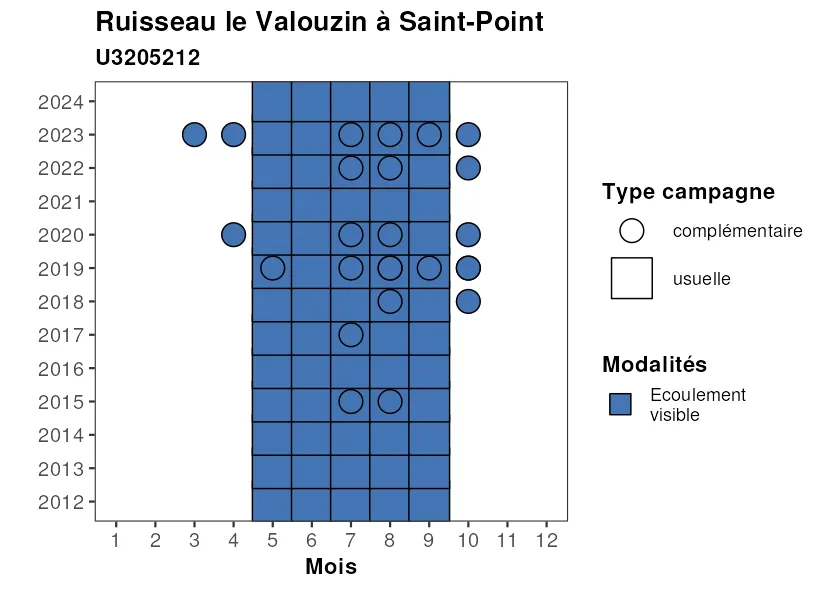 Ruisseau le Valouzin à Saint-Point
U3205212
2024
2023
2022
2021
2020
2019
2018
2017
2016
2015
2014
2013
2012
1 2 3 4 5 6 7 8 9 10 11 12
Mois
Type campagne
complémentaire
usuelle
Modalités
Ecoulement
visible